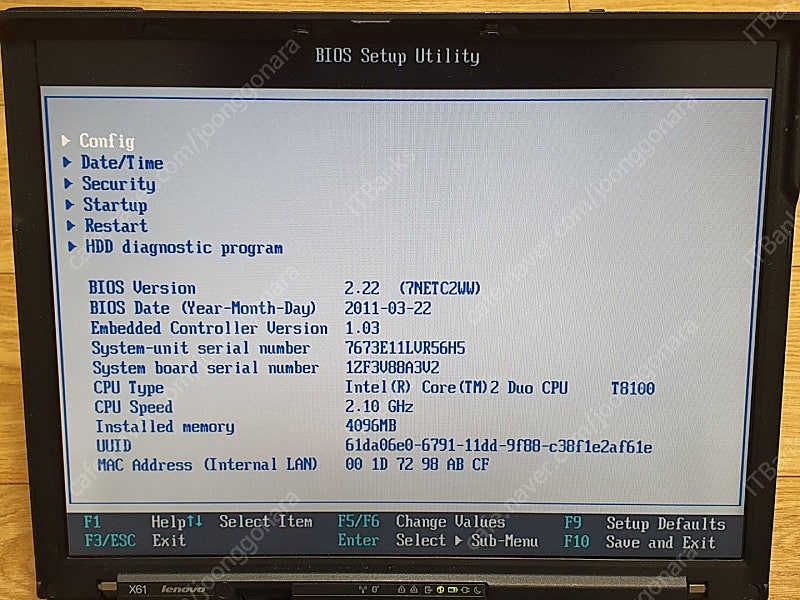 BIOS Setup Utility
Config
Date/Time
Security
Startup
Restart
HDD diagnostic program
BIOS Version 2.22 (7NETC2WW)
BIOS Date (Year-Month-Day) 2011-03-22
Embedded Controller Version 1.03
System-unit serial number 7673E11LVR56H5
System board serial number 1ZF3V88A3V2
CPU Type Intel(R) Core(TM)2 Duo CPU T8100
CPU Speed 2.10 GHz
Installed memory 4096MB
UUID 61da06e0-6791-11dd-9f88-c38f1e2af61e
MAC Address (Internal LAN) 00 1D 72 98 AB CF
F1 Help ↑↓ Select Item F5/F6 Change Values F9 Setup Defaults
F3/ESC Exit Enter Select ▶ Sub-Menu F10 Save and Exit
X61 lenovo
ITBanks
cafe.naver.com/joonggonara